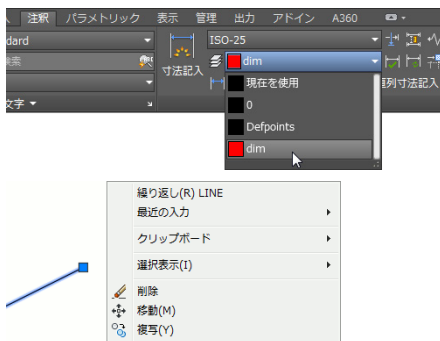 注釈 パラメトリック 表示 管理 出力 アドイン A360
dard ISO-25
検索 dim
寸法記入
現在を使用 列寸法記入
0
文字 Defpoints
dim
繰り返し(R) LINE
最近の入力
クリップボード
選択表示(I)
削除
移動(M)
複写(Y)